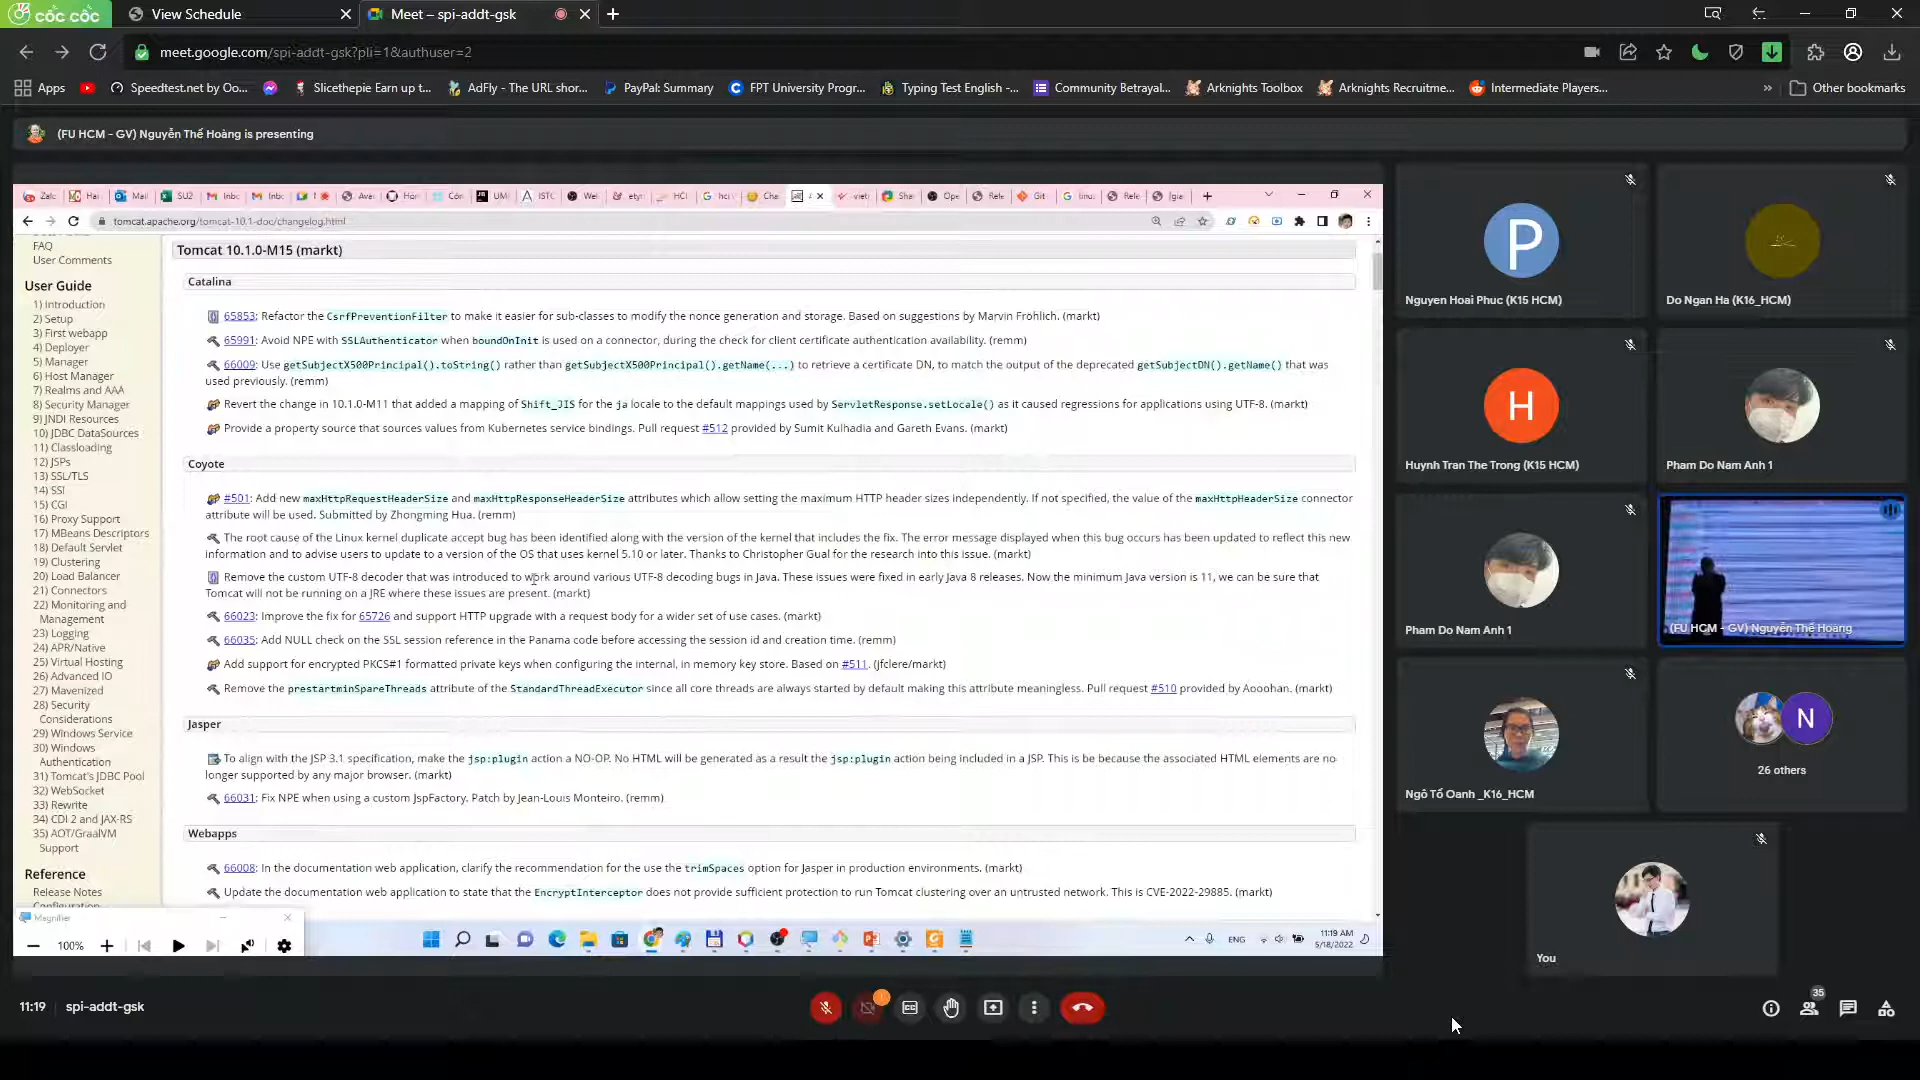 cốc cốc
View Schedule
Meet – spi-addt-gsk
meet.google.com/spi-addt-gsk?pli=1&authuser=2
Apps
Speedtest.net by Oo...
Slicethepie Earn up t...
AdFly - The URL shor...
PayPal: Summary
FPT University Progr...
Typing Test English -...
Community Betrayal...
Arknights Toolbox
Arknights Recruitme...
Intermediate Players...
Other bookmarks
(FU HCM - GV) Nguyễn Thế Hoàng is presenting
tomcat.apache.org/tomcat-10.1-doc/changelog.html
FAQ
User Comments
User Guide
1) Introduction
2) Setup
3) First webapp
4) Deployer
5) Manager
6) Host Manager
7) Realms and AAA
8) Security Manager
9) JNDI Resources
10) JDBC DataSources
11) Classloading
12) JSPs
13) SSL/TLS
14) SSI
15) CGI
16) Proxy Support
17) MBeans Descriptors
18) Default Servlet
19) Clustering
20) Load Balancer
21) Connectors
22) Monitoring and
Management
23) Logging
24) APR/Native
25) Virtual Hosting
26) Advanced IO
27) Mavenized
28) Security
Considerations
29) Windows Service
30) Windows
Authentication
31) Tomcat's JDBC Pool
32) WebSocket
33) Rewrite
34) CDI 2 and JAX-RS
35) AOT/GraalVM
Support
Reference
Release Notes
Configuration
Tomcat 10.1.0-M15 (markt)
Catalina
65853: Refactor the CsrfPreventionFilter to make it easier for sub-classes to modify the nonce generation and storage. Based on suggestions by Marvin Fröhlich. (markt)
65991: Avoid NPE with SSLAuthenticator when boundOnInit is used on a connector, during the check for client certificate authentication availability. (remm)
66009: Use getSubjectX500Principal().toString() rather than getSubjectX500Principal().getName(...) to retrieve a certificate DN, to match the output of the deprecated getSubjectDN().getName() that was
used previously. (remm)
Revert the change in 10.1.0-M11 that added a mapping of Shift_JIS for the ja locale to the default mappings used by ServletResponse.setLocale() as it caused regressions for applications using UTF-8. (markt)
Provide a property source that sources values from Kubernetes service bindings. Pull request #512 provided by Sumit Kulhadia and Gareth Evans. (markt)
Coyote
#501: Add new maxHttpRequestHeaderSize and maxHttpResponseHeaderSize attributes which allow setting the maximum HTTP header sizes independently. If not specified, the value of the maxHttpHeaderSize connector
attribute will be used. Submitted by Zhongming Hua. (remm)
The root cause of the Linux kernel duplicate accept bug has been identified along with the version of the kernel that includes the fix. The error message displayed when this bug occurs has been updated to reflect this new
information and to advise users to update to a version of the OS that uses kernel 5.10 or later. Thanks to Christopher Gual for the research into this issue. (markt)
Remove the custom UTF-8 decoder that was introduced to work around various UTF-8 decoding bugs in Java. These issues were fixed in early Java 8 releases. Now the minimum Java version is 11, we can be sure that
Tomcat will not be running on a JRE where these issues are present. (markt)
66023: Improve the fix for 65726 and support HTTP upgrade with a request body for a wider set of use cases. (markt)
66035: Add NULL check on the SSL session reference in the Panama code before accessing the session id and creation time. (remm)
Add support for encrypted PKCS#1 formatted private keys when configuring the internal, in memory key store. Based on #511. (jfclere/markt)
Remove the prestartminSpareThreads attribute of the StandardThreadExecutor since all core threads are always started by default making this attribute meaningless. Pull request #510 provided by Aooohan. (markt)
Jasper
To align with the JSP 3.1 specification, make the jsp:plugin action a NO-OP. No HTML will be generated as a result the jsp:plugin action being included in a JSP. This is be because the associated HTML elements are no
longer supported by any major browser. (markt)
66031: Fix NPE when using a custom JspFactory. Patch by Jean-Louis Monteiro. (remm)
Webapps
66008: In the documentation web application, clarify the recommendation for the use the trimSpaces option for Jasper in production environments. (markt)
Update the documentation web application to state that the EncryptInterceptor does not provide sufficient protection to run Tomcat clustering over an untrusted network. This is CVE-2022-29885. (markt)
Magnifier
100%
ENG
11:19 AM
5/18/2022
P
Nguyen Hoai Phuc (K15 HCM)
Do Ngan Ha (K16_HCM)
H
Huynh Tran The Trong (K15 HCM)
Pham Do Nam Anh 1
Pham Do Nam Anh 1
(FU HCM - GV) Nguyễn Thế Hoàng
Ngô Tố Oanh _K16_HCM
N
26 others
You
11:19
spi-addt-gsk
35